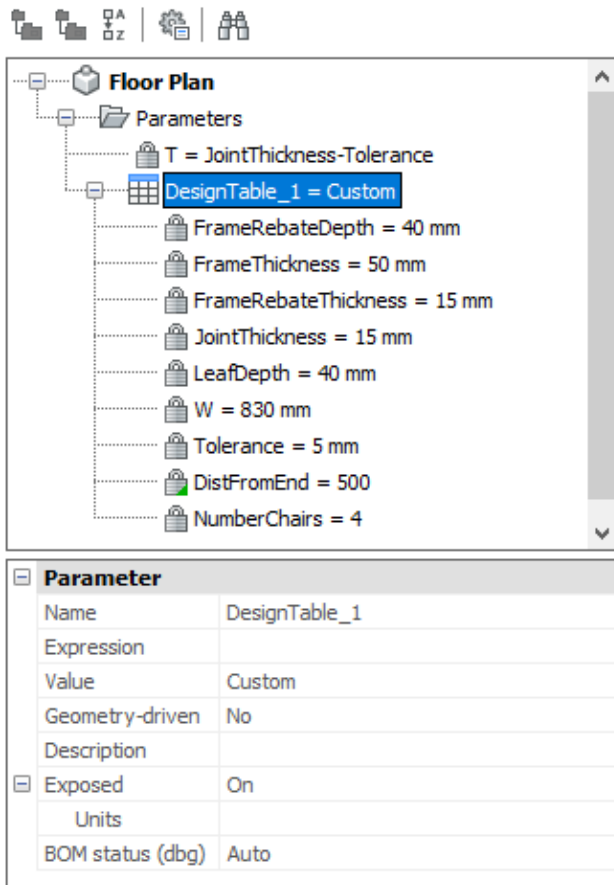 A
Z
Floor Plan
Parameters
T = JointThickness-Tolerance
DesignTable_1 = Custom
FrameRebateDepth = 40 mm
FrameThickness = 50 mm
FrameRebateThickness = 15 mm
JointThickness = 15 mm
LeafDepth = 40 mm
W = 830 mm
Tolerance = 5 mm
DistFromEnd = 500
NumberChairs = 4
Parameter
Name DesignTable_1
Expression
Value Custom
Geometry-driven No
Description
Exposed On
Units
BOM status (dbg) Auto